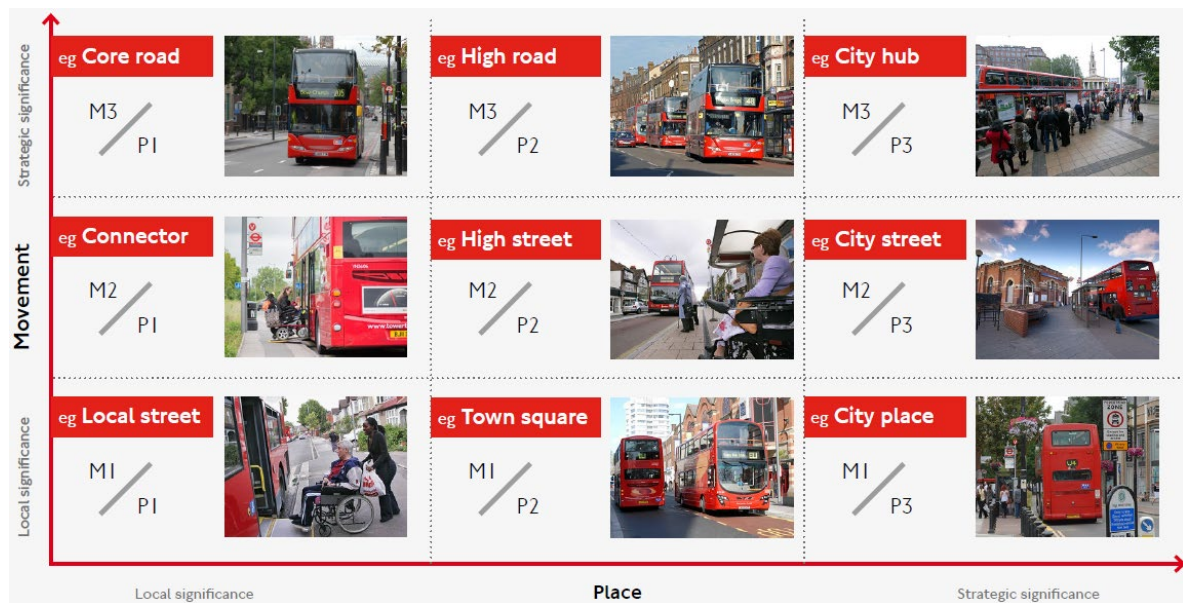 Strategic significance
Movement
Local significance
eg Core road
M3
P1
eg High road
M3
P2
eg City hub
M3
P3
eg Connector
M2
P1
eg High street
M2
P2
eg City street
M2
P3
eg Local street
M1
P1
eg Town square
M1
P2
eg City place
M1
P3
ZONE
U4
Local significance
Place
Strategic significance